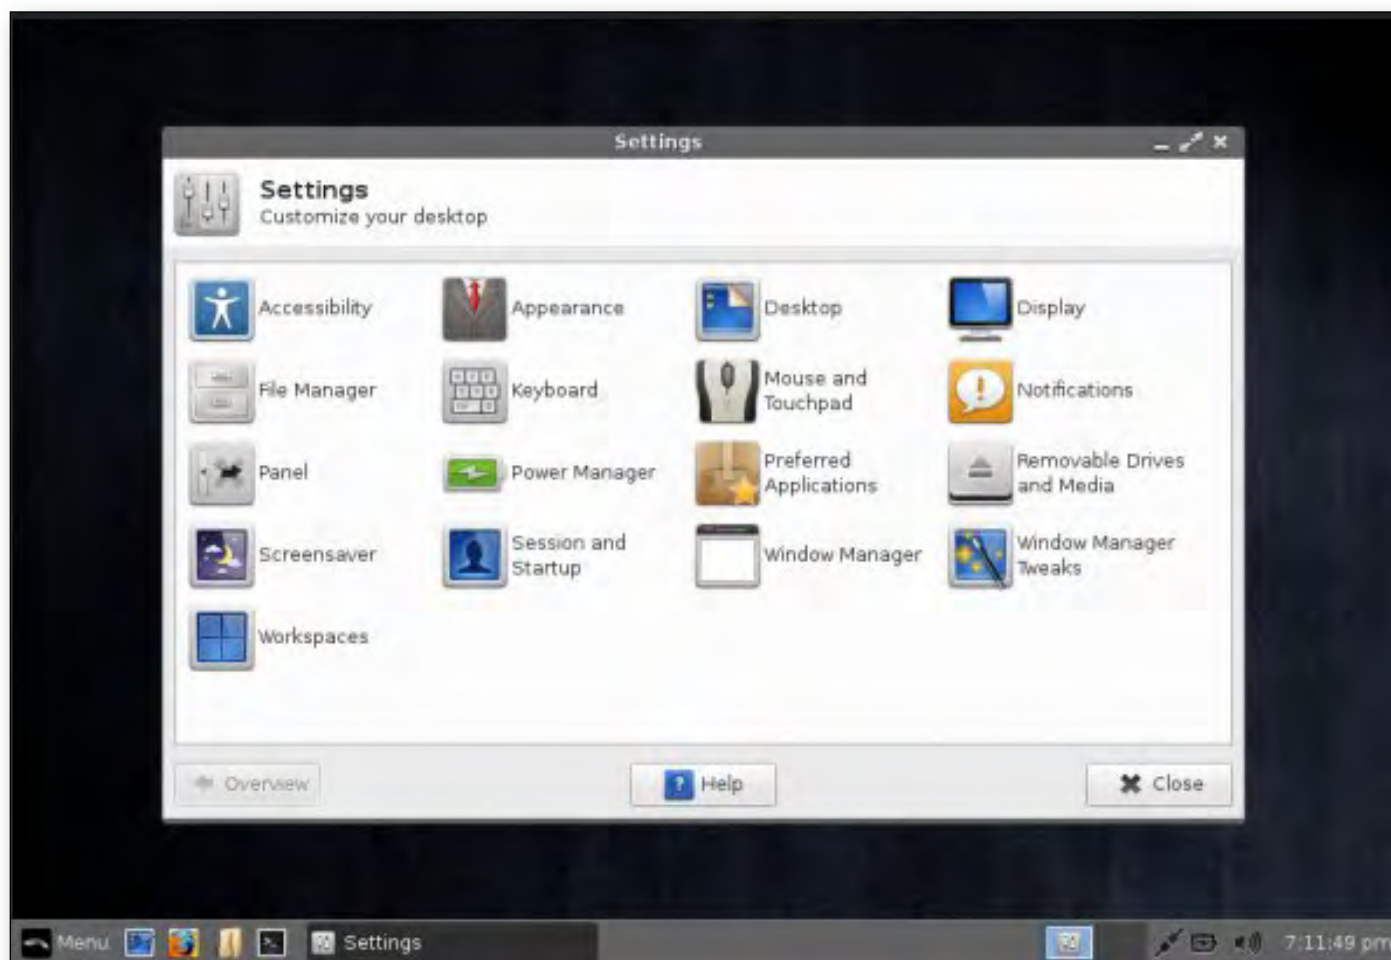 Settings
Settings
Customize your desktop
Accessibility
Appearance
Desktop
Display
File Manager
Keyboard
Mouse and
Touchpad
Notifications
Panel
Power Manager
Preferred
Applications
Removable Drives
and Media
Screensaver
Session and
Startup
Window Manager
Window Manager
Tweaks
Workspaces
Overview
? Help
Close
Menu
Settings
7:11:49 pm